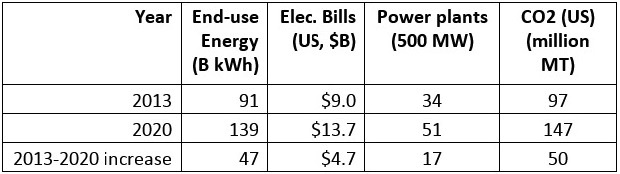 Year End-use Energy (B kWh) Elec. Bills (US, $B) Power plants (500 MW) CO2 (US) (million MT)
2013 91 $9.0 34 97
2020 139 $13.7 51 147
2013-2020 increase 47 $4.7 17 50